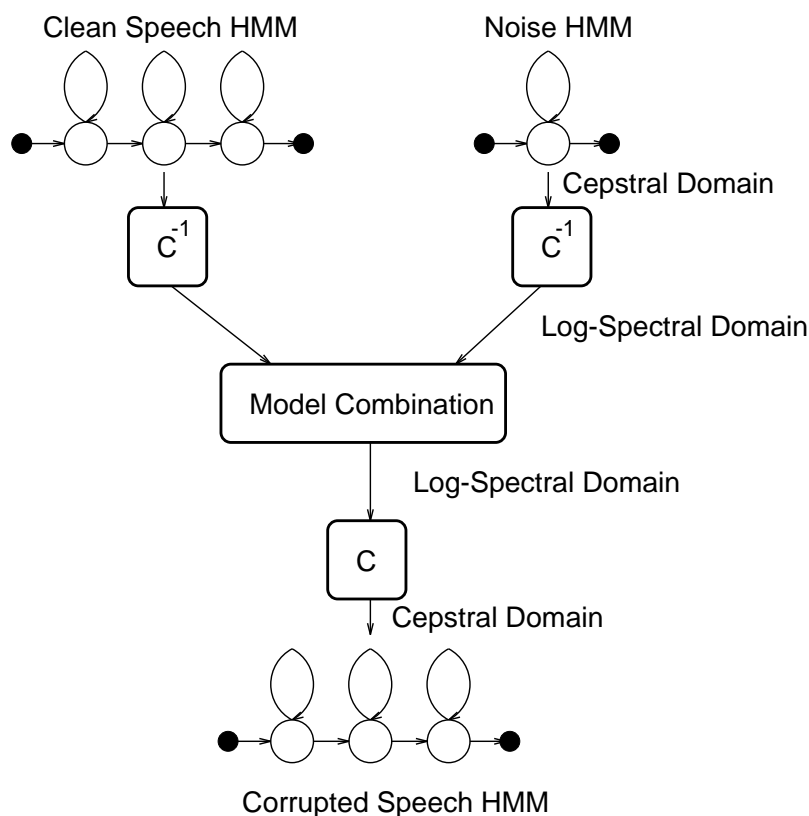 Clean Speech HMM
Noise HMM
Cepstral Domain
C-1
C-1
Log-Spectral Domain
Model Combination
Log-Spectral Domain
C
Cepstral Domain
Corrupted Speech HMM